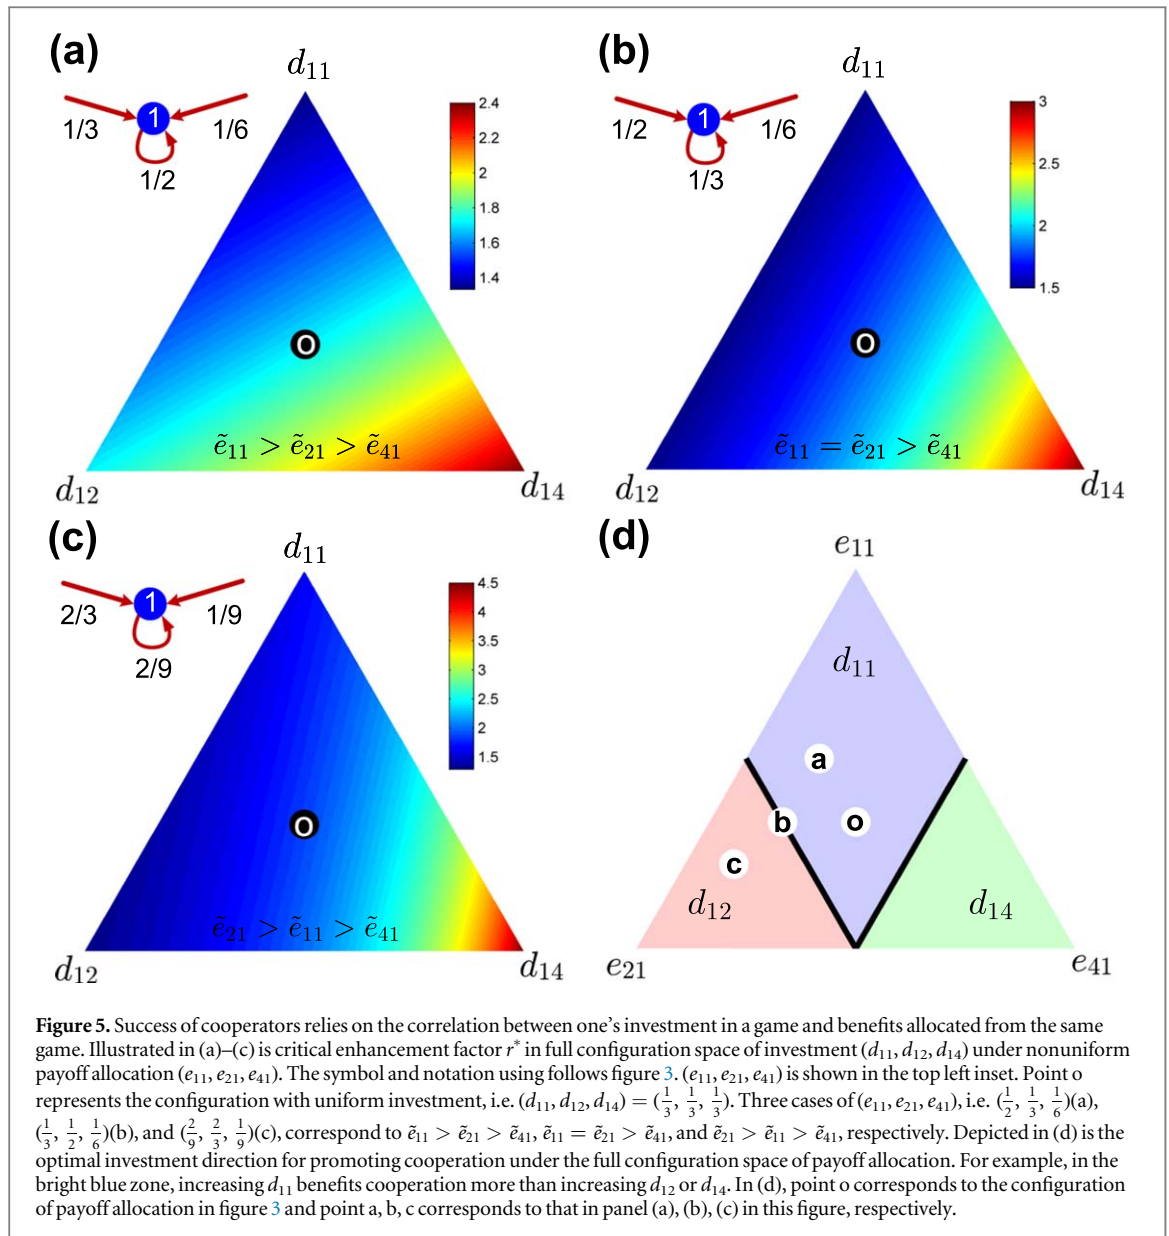 (a)
d₁₁
1/3
1
1/6
1/2
2.4
2.2
2
1.8
1.6
1.4
O
ẽ₁₁ > ẽ₂₁ > ẽ₄₁
d₁₂
d₁₄
(b)
d₁₁
1/2
1
1/6
1/3
3
2.5
2
1.5
O
ẽ₁₁ = ẽ₂₁ > ẽ₄₁
d₁₂
d₁₄
(c)
d₁₁
2/3
1
1/9
2/9
4.5
4
3.5
3
2.5
2
1.5
O
ẽ₂₁ > ẽ₁₁ > ẽ₄₁
d₁₂
d₁₄
(d)
e₁₁
d₁₁
a
b
o
c
d₁₂
d₁₄
e₂₁
e₄₁
Figure 5. Success of cooperators relies on the correlation between one's investment in a game and benefits allocated from the same
game. Illustrated in (a)–(c) is critical enhancement factor r* in full configuration space of investment (d₁₁, d₁₂, d₁₄) under nonuniform
payoff allocation (e₁₁, e₂₁, e₄₁). The symbol and notation using follows figure 3. (e₁₁, e₂₁, e₄₁) is shown in the top left inset. Point o
represents the configuration with uniform investment, i.e. (d₁₁, d₁₂, d₁₄) = (1/3, 1/3, 1/3). Three cases of (e₁₁, e₂₁, e₄₁), i.e. (1/2, 1/3, 1/6)(a),
(1/3, 1/2, 1/6)(b), and (2/9, 2/3, 1/9)(c), correspond to ẽ₁₁ > ẽ₂₁ > ẽ₄₁, ẽ₁₁ = ẽ₂₁ > ẽ₄₁, and ẽ₂₁ > ẽ₁₁ > ẽ₄₁, respectively. Depicted in (d) is the
optimal investment direction for promoting cooperation under the full configuration space of payoff allocation. For example, in the
bright blue zone, increasing d₁₁ benefits cooperation more than increasing d₁₂ or d₁₄. In (d), point o corresponds to the configuration
of payoff allocation in figure 3 and point a, b, c corresponds to that in panel (a), (b), (c) in this figure, respectively.